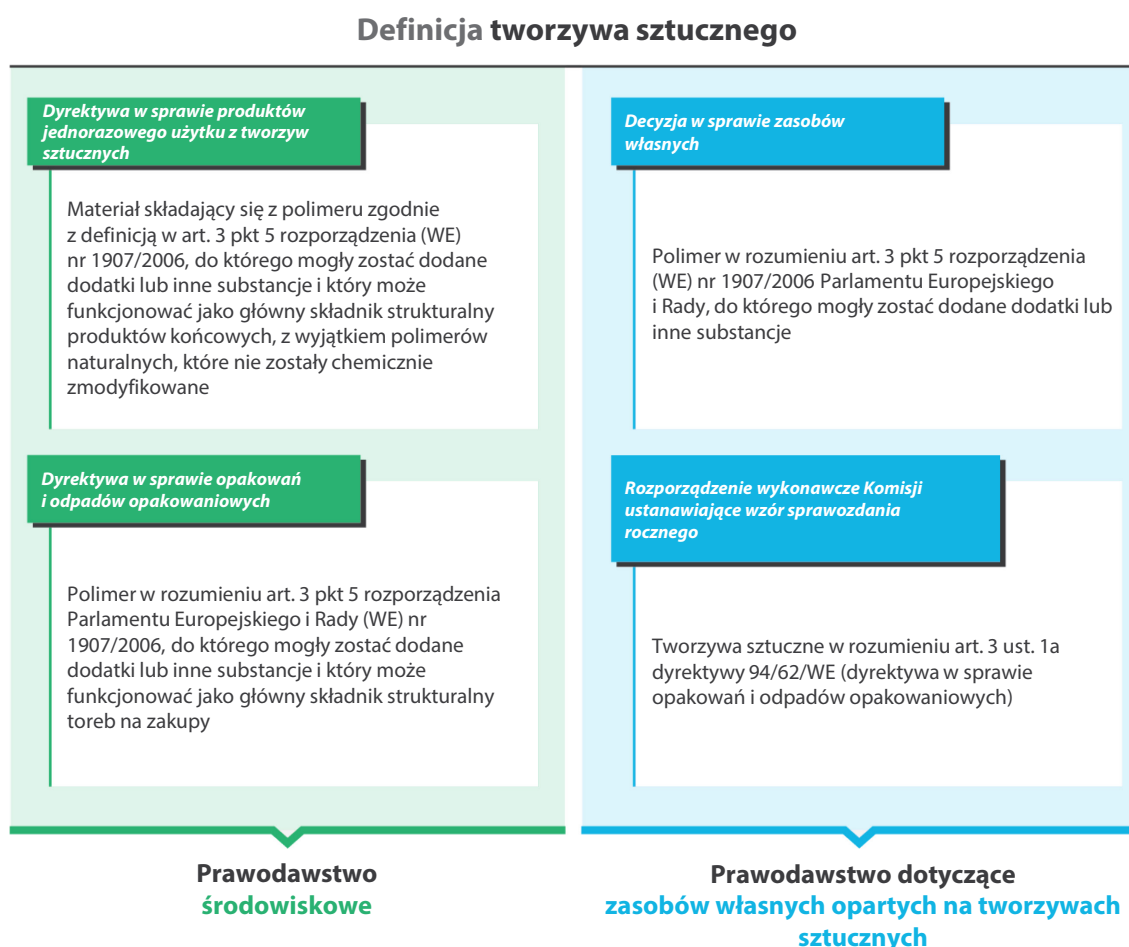 Definicja tworzywa sztucznego
Dyrektywa w sprawie produktów
jednorazowego użytku z tworzyw
sztucznych
Materiał składający się z polimeru zgodnie
z definicją w art. 3 pkt 5 rozporządzenia (WE)
nr 1907/2006, do którego mogły zostać dodane
dodatki lub inne substancje i który może
funkcjonować jako główny składnik strukturalny
produktów końcowych, z wyjątkiem polimerów
naturalnych, które nie zostały chemicznie
zmodyfikowane
Dyrektywa w sprawie opakowań
i odpadów opakowaniowych
Polimer w rozumieniu art. 3 pkt 5 rozporządzenia
Parlamentu Europejskiego i Rady (WE) nr
1907/2006, do którego mogły zostać dodane
dodatki lub inne substancje i który może
funkcjonować jako główny składnik strukturalny
toreb na zakupy
Prawodawstwo
środowiskowe
Decyzja w sprawie zasobów
własnych
Polimer w rozumieniu art. 3 pkt 5 rozporządzenia
(WE) nr 1907/2006 Parlamentu Europejskiego
i Rady, do którego mogły zostać dodane dodatki lub
inne substancje
Rozporządzenie wykonawcze Komisji
ustanawiające wzór sprawozdania
rocznego
Tworzywa sztuczne w rozumieniu art. 3 ust. 1a
dyrektywy 94/62/WE (dyrektywa w sprawie
opakowań i odpadów opakowaniowych)
Prawodawstwo dotyczące
zasobów własnych opartych na tworzywach
sztucznych